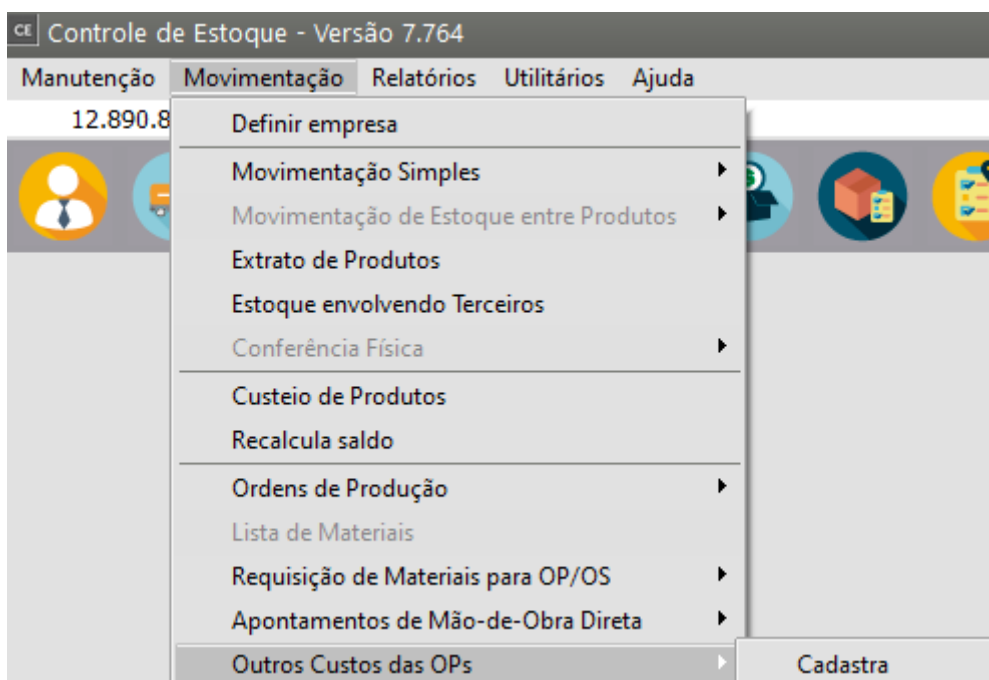 CE Controle de Estoque - Versão 7.764
Manutenção Movimentação Relatórios Utilitários Ajuda
12.890.8
Definir empresa
Movimentação Simples
Movimentação de Estoque entre Produtos
Extrato de Produtos
Estoque envolvendo Terceiros
Conferência Física
Custeio de Produtos
Recalcula saldo
Ordens de Produção
Lista de Materiais
Requisição de Materiais para OP/OS
Apontamentos de Mão-de-Obra Direta
Outros Custos das OPs
Cadastra